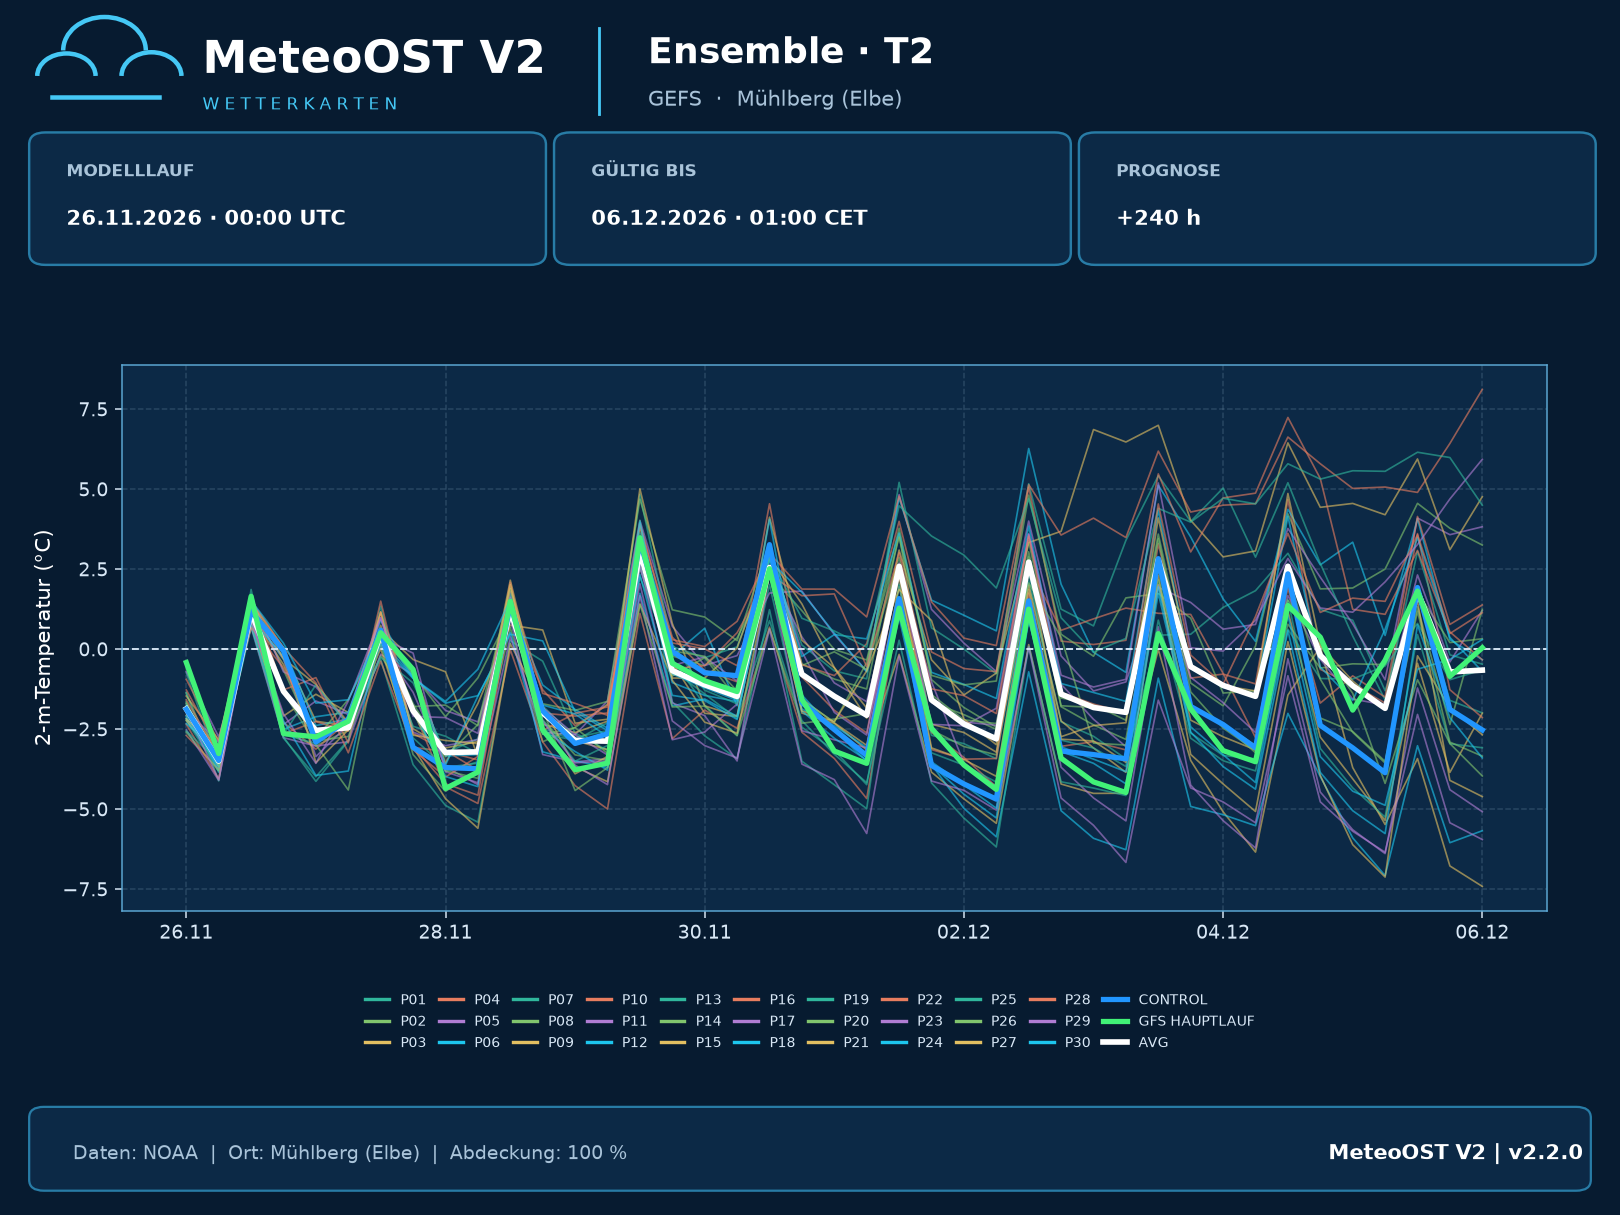 MeteoOST V2
WETTERKARTEN
Ensemble · T2
GEFS · Mühlberg (Elbe)
MODELLLAUF
26.11.2026 · 00:00 UTC
GÜLTIG BIS
06.12.2026 · 01:00 CET
PROGNOSE
+240 h
2-m-Temperatur (°C)
7.5
5.0
2.5
0.0
−2.5
−5.0
−7.5
26.11 28.11 30.11 02.12 04.12 06.12
P01 P04 P07 P10 P13 P16 P19 P22 P25 P28 CONTROL
P02 P05 P08 P11 P14 P17 P20 P23 P26 P29 GFS HAUPTLAUF
P03 P06 P09 P12 P15 P18 P21 P24 P27 P30 AVG
Daten: NOAA | Ort: Mühlberg (Elbe) | Abdeckung: 100 %
MeteoOST V2 | v2.2.0